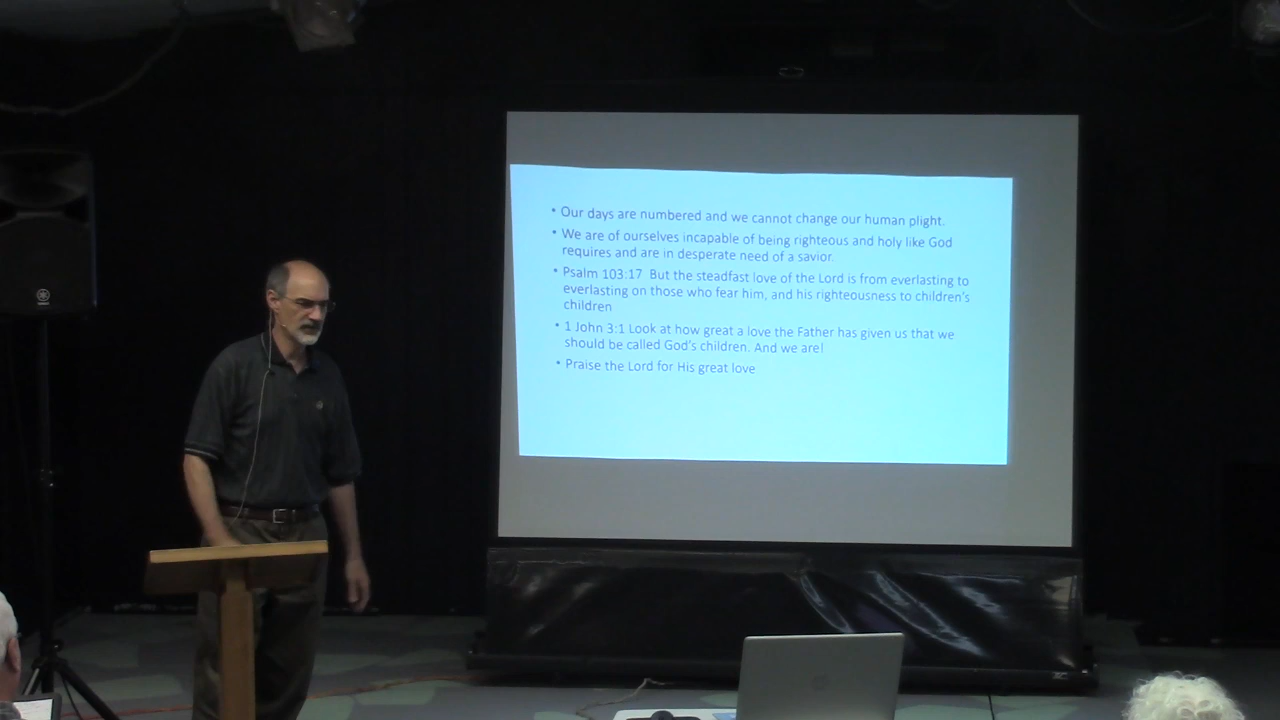 • Our days are numbered and we cannot change our human plight.
• We are of ourselves incapable of being righteous and holy like God
requires and are in desperate need of a savior.
• Psalm 103:17  But the steadfast love of the Lord is from everlasting to
everlasting on those who fear him, and his righteousness to children's
children
• 1 John 3:1 Look at how great a love the Father has given us that we
should be called God's children. And we are!
• Praise the Lord for His great love